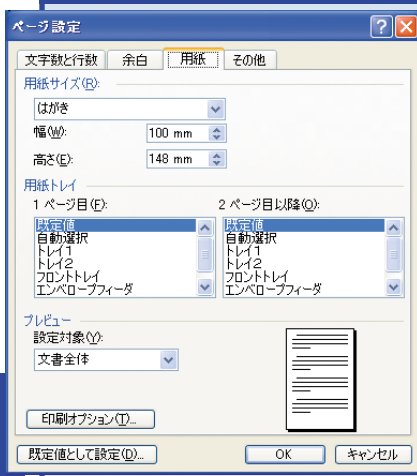 ページ設定
文字数と行数 余白 用紙 その他
用紙サイズ(R):
はがき
幅(W): 100 mm
高さ(E): 148 mm
用紙トレイ
1 ページ目(F): 2 ページ目以降(O):
既定値 既定値
自動選択 自動選択
トレイ1 トレイ1
トレイ2 トレイ2
フロントトレイ フロントトレイ
エンベロープフィーダ エンベロープフィーダ
プレビュー
設定対象(Y):
文書全体
印刷オプション(T)...
既定値として設定(D)... OK キャンセル